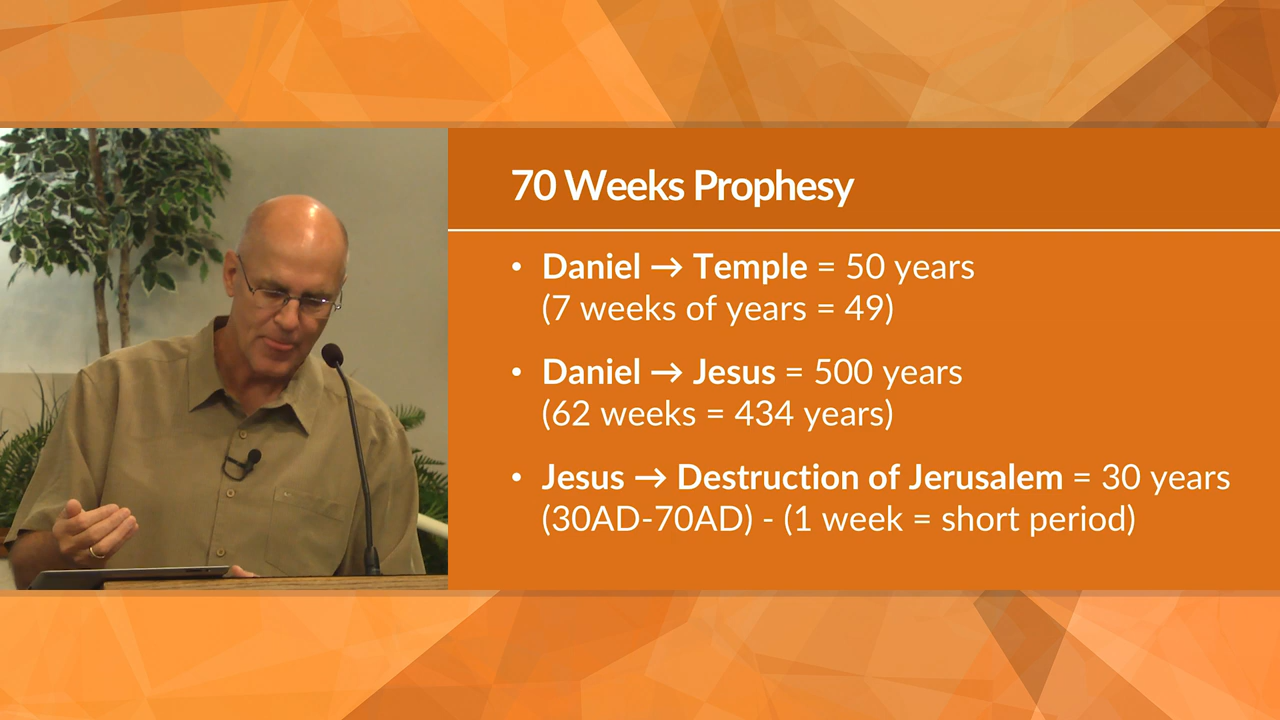 70 Weeks Prophesy
• Daniel → Temple = 50 years
(7 weeks of years = 49)
• Daniel → Jesus = 500 years
(62 weeks = 434 years)
• Jesus → Destruction of Jerusalem = 30 years
(30AD-70AD) - (1 week = short period)